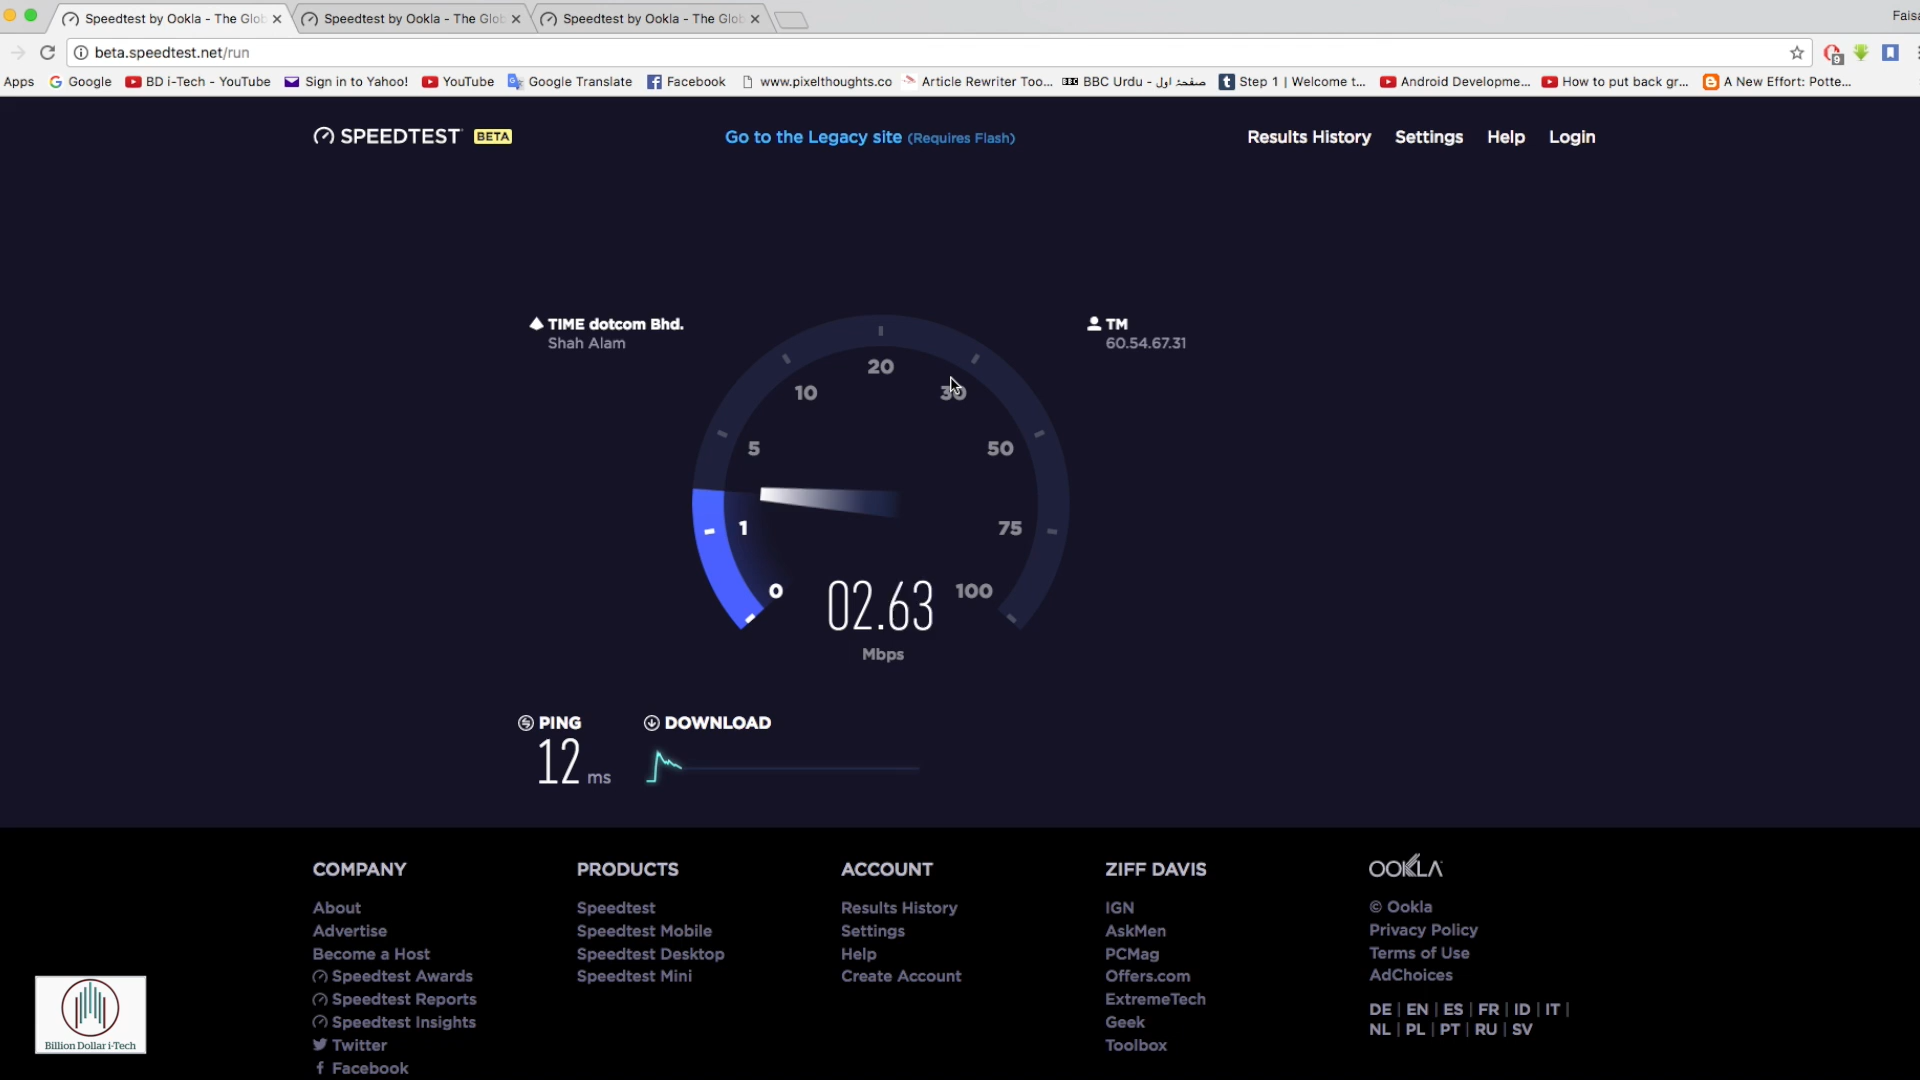 Speedtest by Ookla - The Glob
Speedtest by Ookla - The Glob
Speedtest by Ookla - The Glob
Faisa
beta.speedtest.net/run
9
Apps
Google
BD i-Tech - YouTube
Sign in to Yahoo!
YouTube
Google Translate
Facebook
www.pixelthoughts.co
Article Rewriter Too...
BBC Urdu - صفحۂ اول
Step 1 | Welcome t...
Android Developme...
How to put back gr...
A New Effort: Potte...
SPEEDTEST BETA
Go to the Legacy site (Requires Flash)
Results History
Settings
Help
Login
TIME dotcom Bhd.
Shah Alam
TM
60.54.67.31
20
10
30
5
50
1
75
0
100
02.63
Mbps
PING
12 ms
DOWNLOAD
COMPANY
About
Advertise
Become a Host
Speedtest Awards
Speedtest Reports
Speedtest Insights
Twitter
Facebook
PRODUCTS
Speedtest
Speedtest Mobile
Speedtest Desktop
Speedtest Mini
ACCOUNT
Results History
Settings
Help
Create Account
ZIFF DAVIS
IGN
AskMen
PCMag
Offers.com
ExtremeTech
Geek
Toolbox
OOKLA
© Ookla
Privacy Policy
Terms of Use
AdChoices
DE | EN | ES | FR | ID | IT |
NL | PL | PT | RU | SV
Billion Dollar i-Tech